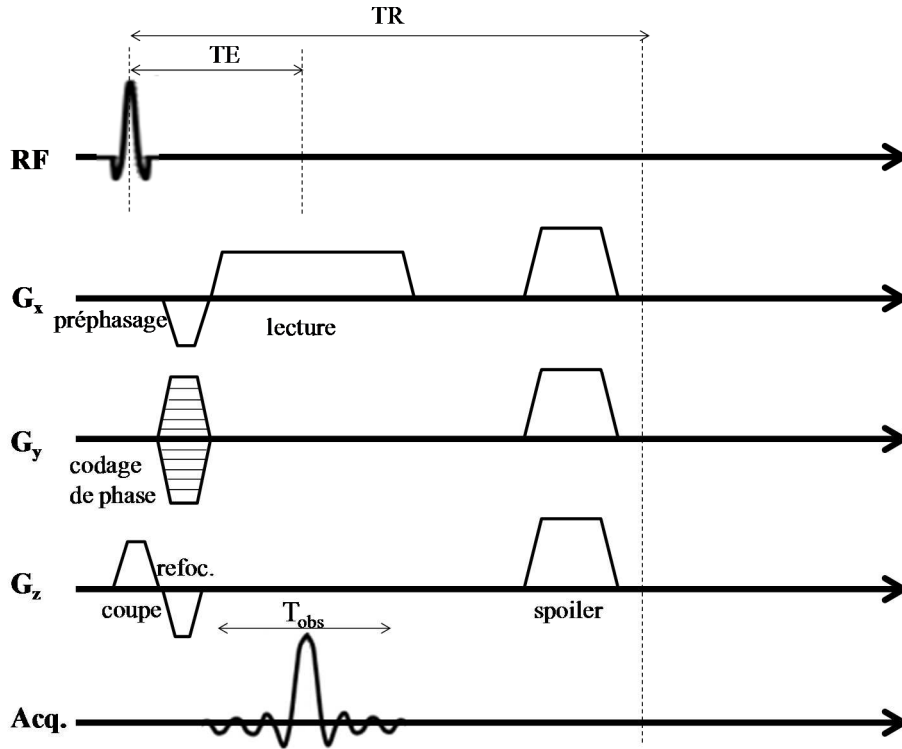 TR
TE
RF
Gx
préphasage
lecture
Gy
codage
de phase
refoc.
Gz
coupe
Tobs
spoiler
Acq.